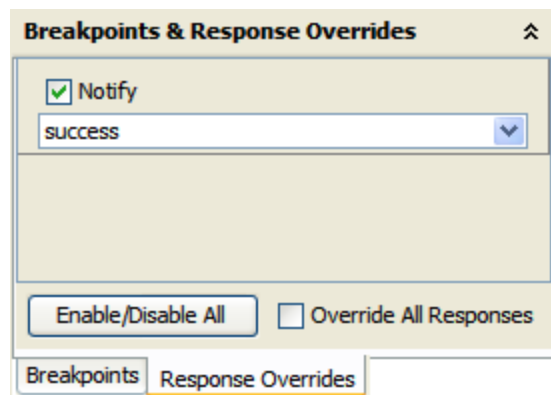 Breakpoints & Response Overrides
Notify
success
Enable/Disable All
Override All Responses
Breakpoints
Response Overrides